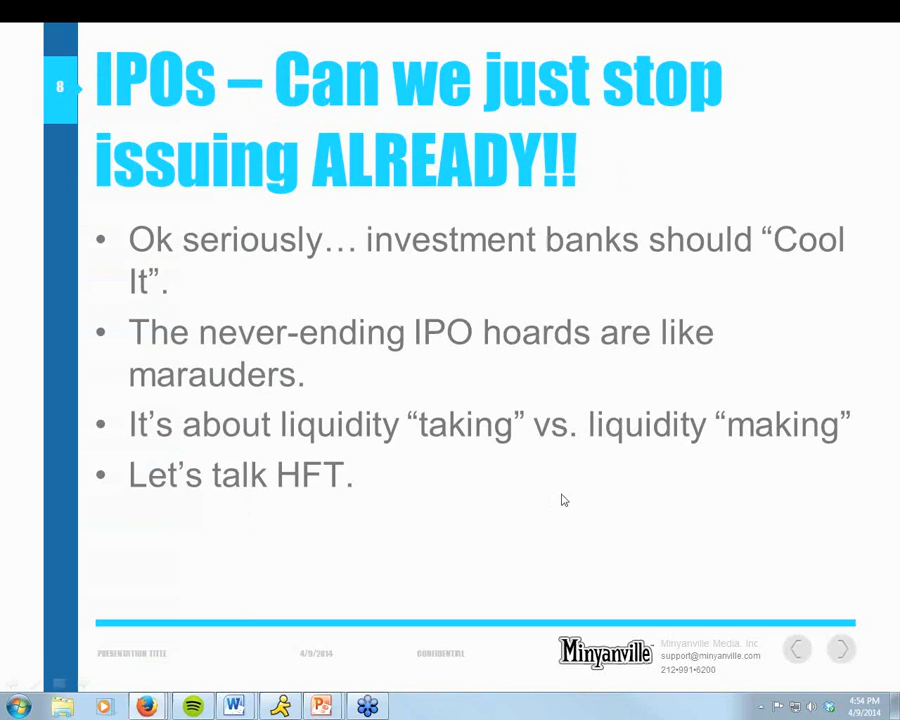 8
IPOs – Can we just stop
issuing ALREADY!!
• Ok seriously… investment banks should “Cool
It”.
• The never-ending IPO hoards are like
marauders.
• It’s about liquidity “taking” vs. liquidity “making”
• Let’s talk HFT.
PRESENTATION TITLE 4/9/2014 CONFIDENTIAL
Minyanville
Minyanville Media, Inc
support@minyanville.com
212•991•6200
4:54 PM
4/9/2014